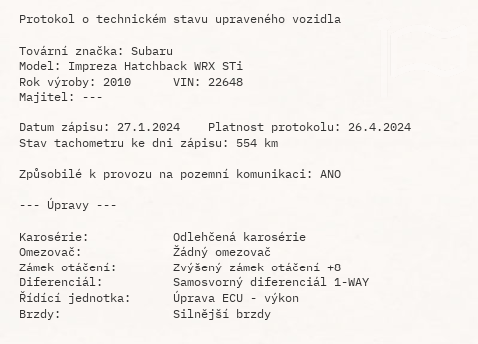 Protokol o technickém stavu upraveného vozidla
Tovární značka: Subaru
Model: Impreza Hatchback WRX STi
Rok výroby: 2010 VIN: 22648
Majitel: ---
Datum zápisu: 27.1.2024 Platnost protokolu: 26.4.2024
Stav tachometru ke dni zápisu: 554 km
Způsobilé k provozu na pozemní komunikaci: ANO
--- Úpravy ---
Karosérie: Odlehčená karosérie
Omezovač: Žádný omezovač
Zámek otáčení: Zvýšený zámek otáčení +8
Diferenciál: Samosvorný diferenciál 1-WAY
Řídící jednotka: Úprava ECU - výkon
Brzdy: Silnější brzdy